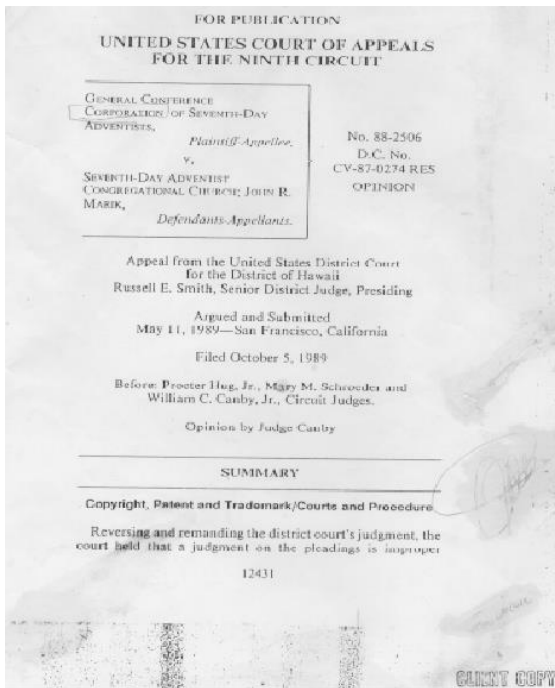 FOR PUBLICATION
UNITED STATES COURT OF APPEALS
FOR THE NINTH CIRCUIT
GENERAL CONFERENCE
CORPORATION OF SEVENTH-DAY
ADVENTISTS,
Plaintiff-Appellee,
v.
SEVENTH-DAY ADVENTIST
CONGREGATIONAL CHURCH; JOHN R.
MARIK,
Defendants-Appellants.
No. 88-2506
D.C. No.
CV-87-0274 RES
OPINION
Appeal from the United States District Court
for the District of Hawaii
Russell E. Smith, Senior District Judge, Presiding
Argued and Submitted
May 11, 1989—San Francisco, California
Filed October 5, 1989
Before: Procter Hug, Jr., Mary M. Schroeder and
William C. Canby, Jr., Circuit Judges.
Opinion by Judge Canby
SUMMARY
Copyright, Patent and Trademark/Courts and Procedure
Reversing and remanding the district court's judgment, the
court held that a judgment on the pleadings is improper
12431
CLIENT COPY